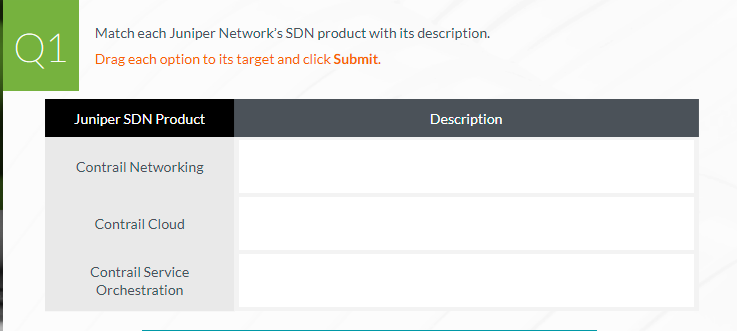 Q1
Match each Juniper Network's SDN product with its description.
Drag each option to its target and click Submit.
Juniper SDN Product
Description
Contrail Networking
Contrail Cloud
Contrail Service
Orchestration